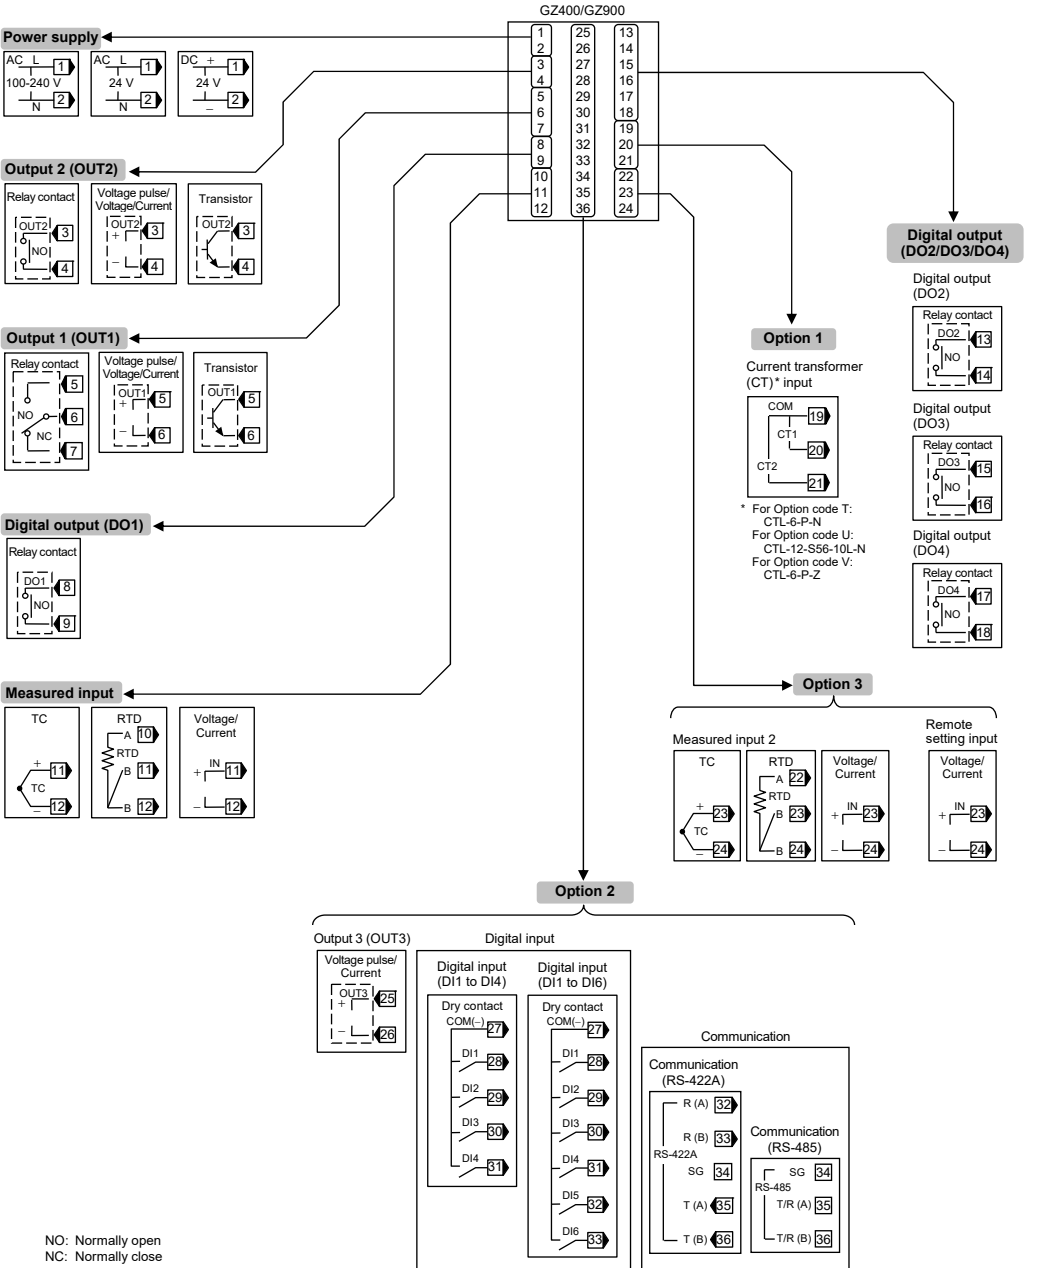 GZ400/GZ900
1 25 13
2 26 14
3 27 15
4 28 16
5 29 17
6 30 18
7 31 19
8 32 20
9 33 21
10 34 22
11 35 23
12 36 24
Power supply
AC L 1
100-240 V
N 2
AC L 1
24 V
N 2
DC + 1
24 V
– 2
Output 2 (OUT2)
Relay contact
OUT2 3
NO
4
Voltage pulse/
Voltage/Current
OUT2
+ 3
– 4
Transistor
OUT2 3
4
Output 1 (OUT1)
Relay contact
5
NO 6
NC
7
Voltage pulse/
Voltage/Current
OUT1
+ 5
– 6
Transistor
OUT1 5
6
Digital output (DO1)
Relay contact
DO1 8
NO
9
Measured input
TC
+ 11
TC
– 12
RTD
A 10
RTD
B 11
B 12
Voltage/
Current
+ IN 11
– 12
Digital output
(DO2/DO3/DO4)
Digital output
(DO2)
Relay contact
DO2 13
NO
14
Digital output
(DO3)
Relay contact
DO3 15
NO
16
Digital output
(DO4)
Relay contact
DO4 17
NO
18
Option 1
Current transformer
(CT)* input
COM 19
CT1
20
CT2
21
* For Option code T:
CTL-6-P-N
For Option code U:
CTL-12-S56-10L-N
For Option code V:
CTL-6-P-Z
Option 3
Measured input 2
TC
+ 23
TC
– 24
RTD
A 22
RTD
B 23
B 24
Voltage/
Current
IN
+ 23
– 24
Remote
setting input
Voltage/
Current
IN
+ 23
– 24
Option 2
Output 3 (OUT3)
Voltage pulse/
Current
OUT3
+ 25
– 26
Digital input
Digital input
(DI1 to DI4)
Dry contact
COM(–) 27
DI1 28
DI2 29
DI3 30
DI4 31
Digital input
(DI1 to DI6)
Dry contact
COM(–) 27
DI1 28
DI2 29
DI3 30
DI4 31
DI5 32
DI6 33
Communication
Communication
(RS-422A)
R (A) 32
R (B) 33
RS-422A
SG 34
T (A) 35
T (B) 36
Communication
(RS-485)
SG 34
RS-485
T/R (A) 35
T/R (B) 36
NO: Normally open
NC: Normally close